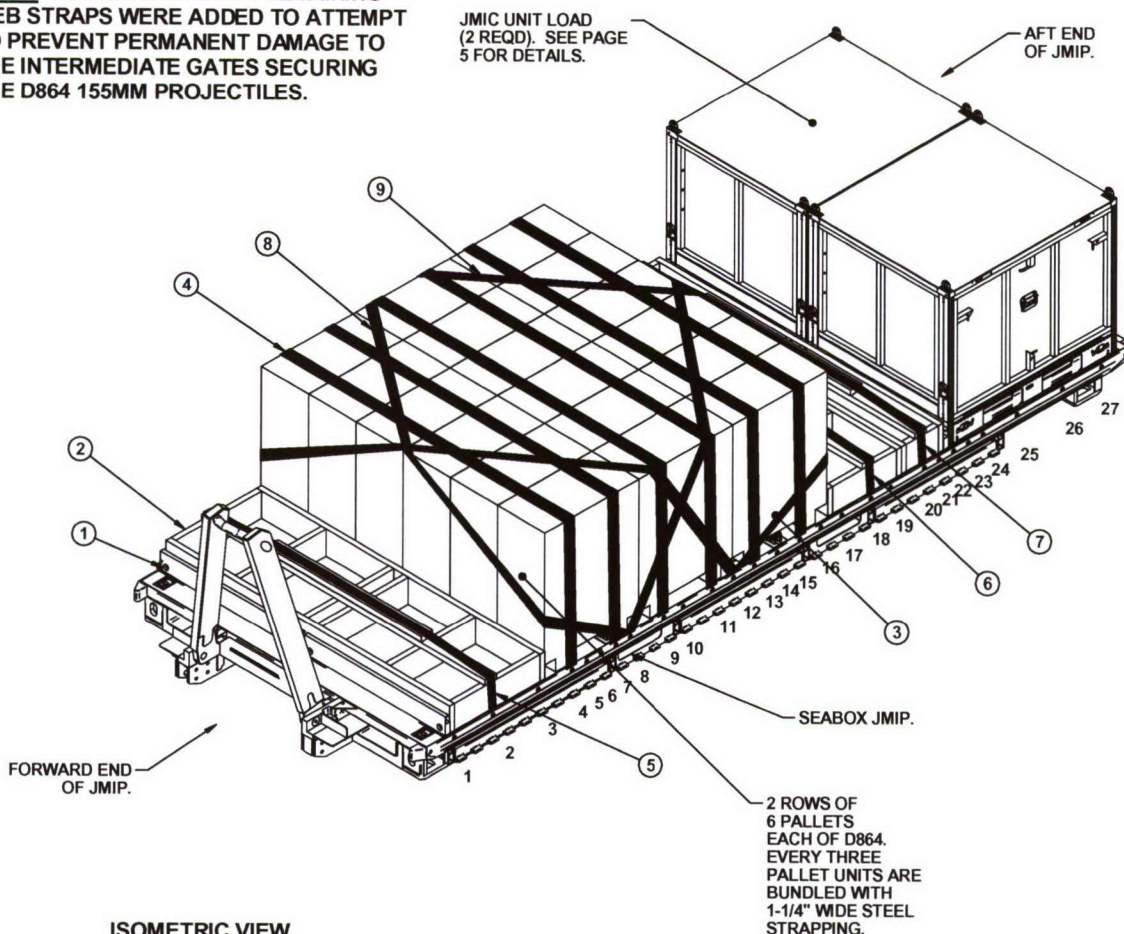 EB STRAPS WERE ADDED TO ATTEMPT
PREVENT PERMANENT DAMAGE TO
E INTERMEDIATE GATES SECURING
E D864 155MM PROJECTILES.
JMIC UNIT LOAD
(2 REQD). SEE PAGE
5 FOR DETAILS.
AFT END
OF JMIP.
9
8
4
2
1
27
26
25
24
23
22
21
20
19
18
17
16
15
14
13
12
11
10
9
8
7
6
5
4
3
2
1
7
6
3
5
SEABOX JMIP.
FORWARD END
OF JMIP.
2 ROWS OF
6 PALLETS
EACH OF D864.
EVERY THREE
PALLET UNITS ARE
BUNDLED WITH
1-1/4" WIDE STEEL
STRAPPING.
ISOMETRIC VIEW